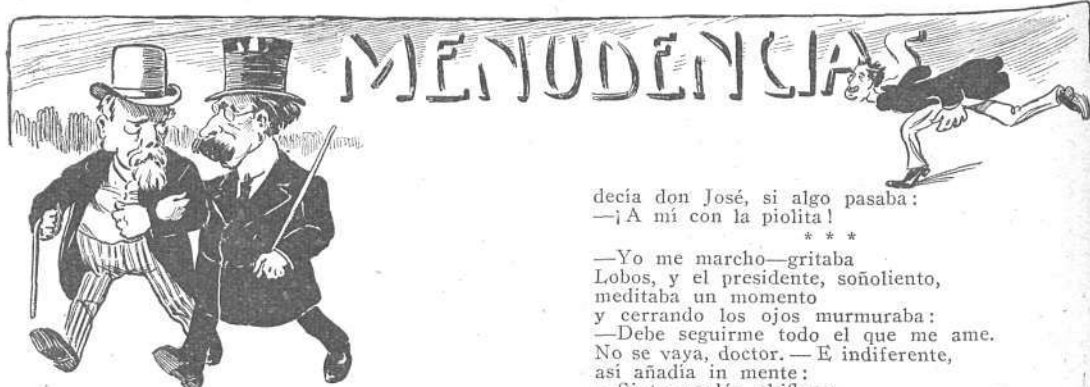 MENUDENCIAS
decía don José, si algo pasaba:
—¡A mí con la piolita!
* * *
—Yo me marcho—gritaba
Lobos, y el presidente, soñoliento,
meditaba un momento
y cerrando los ojos murmuraba:
—Debe seguirme todo el que me ame.
No se vaya, doctor. — E indiferente,
así añadía in mente: